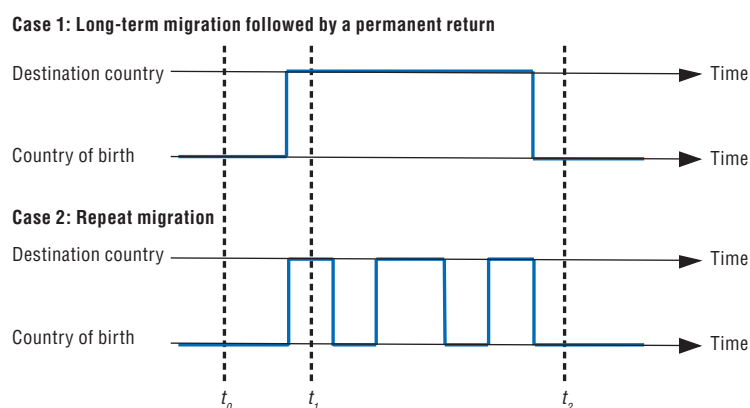 Case 1: Long-term migration followed by a permanent return
Destination country
Time
Country of birth
Time
Case 2: Repeat migration
Destination country
Time
Country of birth
Time
t0 t1 t2